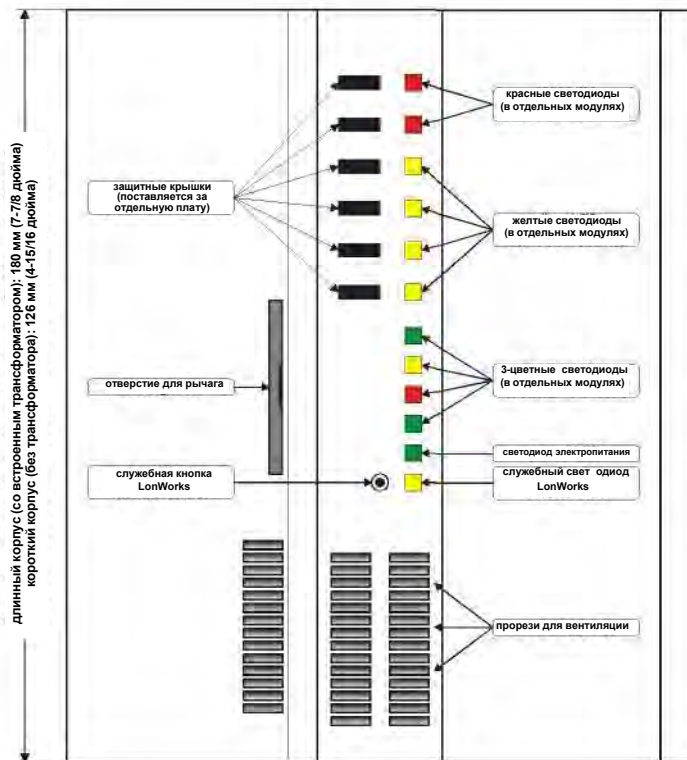 длинный корпус (со встроенным трансформатором): 180 мм (7-7/8 дюйма)
короткий корпус (без трансформатора): 126 мм (4-15/16 дюйма)
красные светодиоды
(в отдельных модулях)
защитные крышки
(поставляется за
отдельную плату)
желтые светодиоды
(в отдельных модулях)
отверстие для рычага
3-цветные светодиоды
(в отдельных модулях)
светодиод электропитания
служебная кнопка
LonWorks
служебный свет одиод
LonWorks
прорези для вентиляции